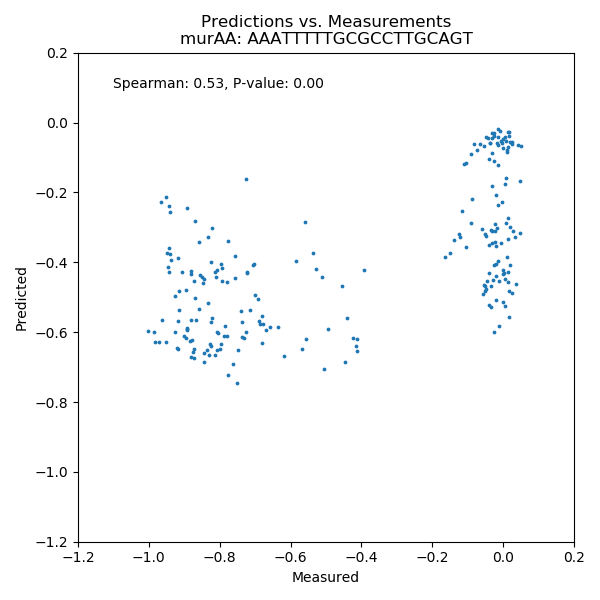 Predictions vs. Measurements
murAA: AAATTTTTGCGCCTTGCAGT
Spearman: 0.53, P-value: 0.00
0.2
0.0
−0.2
−0.4
−0.6
−0.8
−1.0
−1.2
Predicted
−1.2 −1.0 −0.8 −0.6 −0.4 −0.2 0.0 0.2
Measured